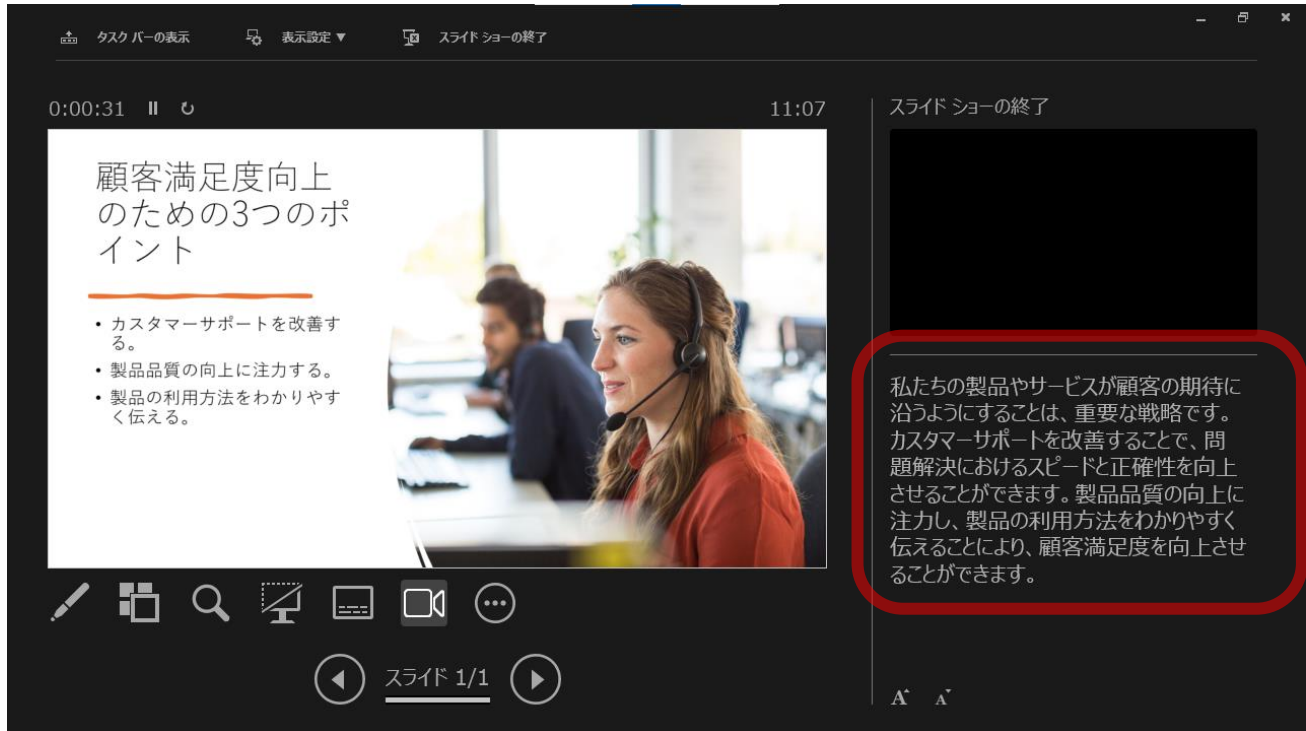 タスク バーの表示
表示設定 ▼
スライド ショーの終了
0:00:31
11:07
顧客満足度向上
のための3つのポ
イント
• カスタマーサポートを改善す
る。
• 製品品質の向上に注力する。
• 製品の利用方法をわかりやす
く伝える。
スライド 1/1
スライド ショーの終了
私たちの製品やサービスが顧客の期待に
沿うようにすることは、重要な戦略です。
カスタマーサポートを改善することで、問
題解決におけるスピードと正確性を向上
させることができます。製品品質の向上に
注力し、製品の利用方法をわかりやすく
伝えることにより、顧客満足度を向上させ
ることができます。
A A